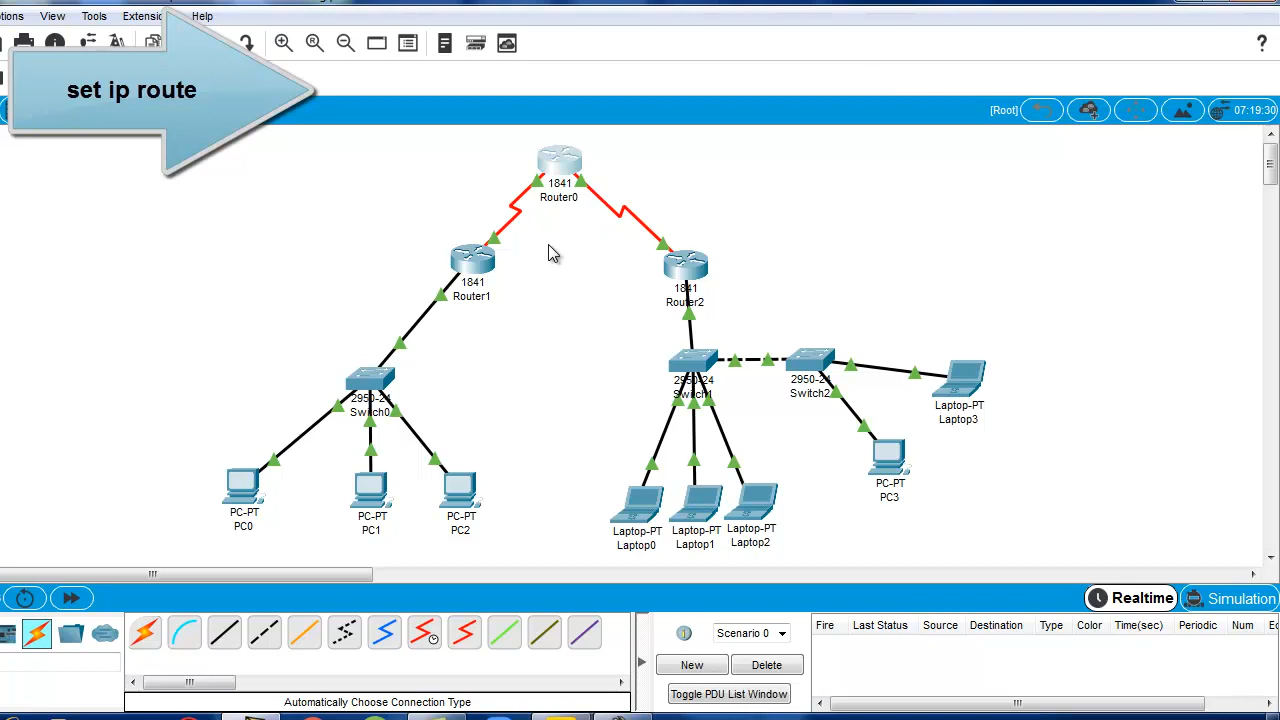 View
Tools
Help
set ip route
?
[Root]
07:19:30
1841
Router0
1841
Router1
1841
Router2
2950-24
Switch0
2950-24
Switch1
2950-24
Switch2
Laptop-PT
Laptop3
PC-PT
PC3
PC-PT
PC0
PC-PT
PC1
PC-PT
PC2
Laptop-PT
Laptop0
Laptop-PT
Laptop1
Laptop-PT
Laptop2
Realtime
Simulation
Scenario 0
New
Delete
Toggle PDU List Window
Fire
Last Status
Source
Destination
Type
Color
Time(sec)
Periodic
Num
Automatically Choose Connection Type